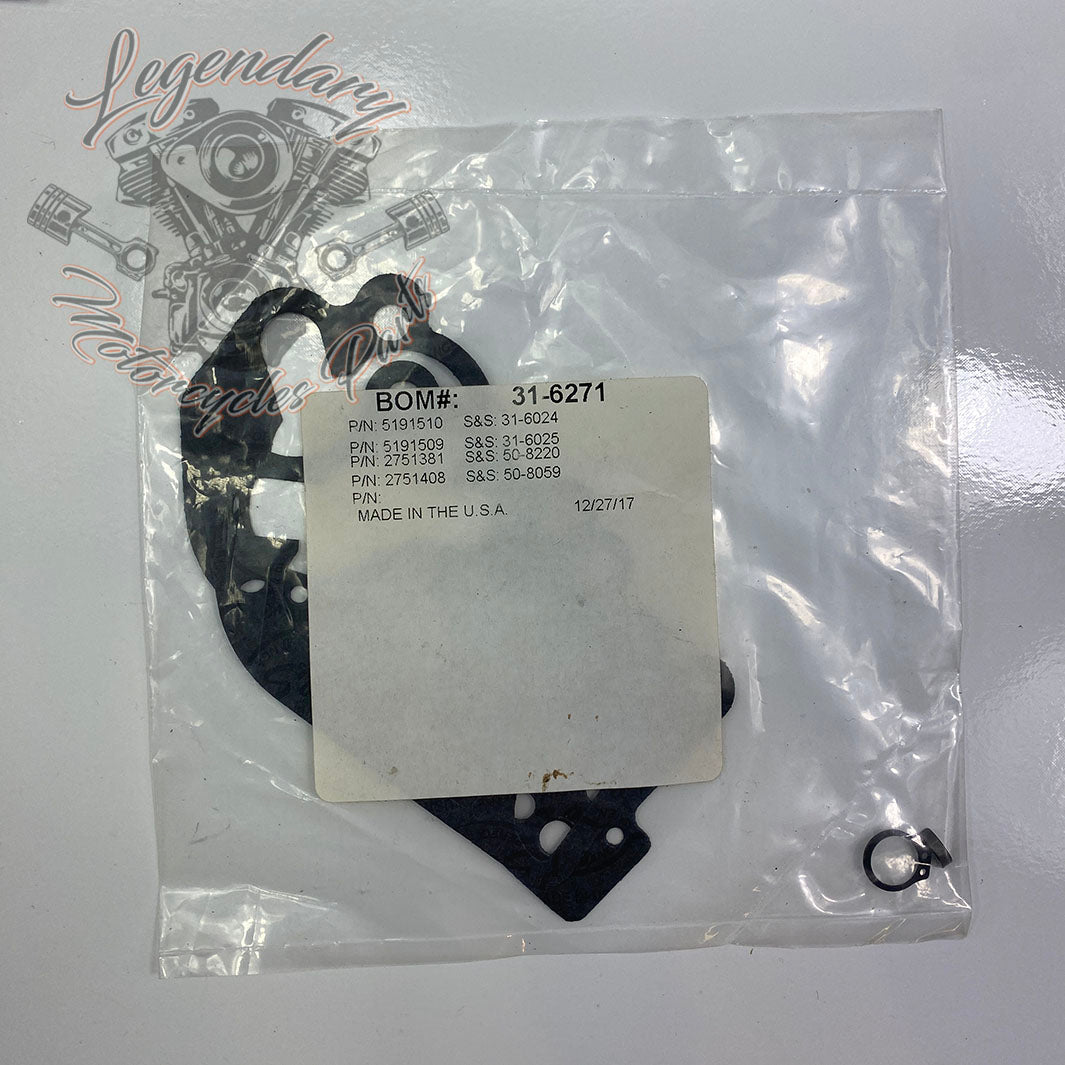 Legendary
Motorcycles Parts
BOM#: 31-6271
P/N: 5191510 S&S: 31-6024
P/N: 5191509 S&S: 31-6025
P/N: 2751381 S&S: 50-8220
P/N: 2751408 S&S: 50-8059
P/N:
MADE IN THE U.S.A. 12/27/17